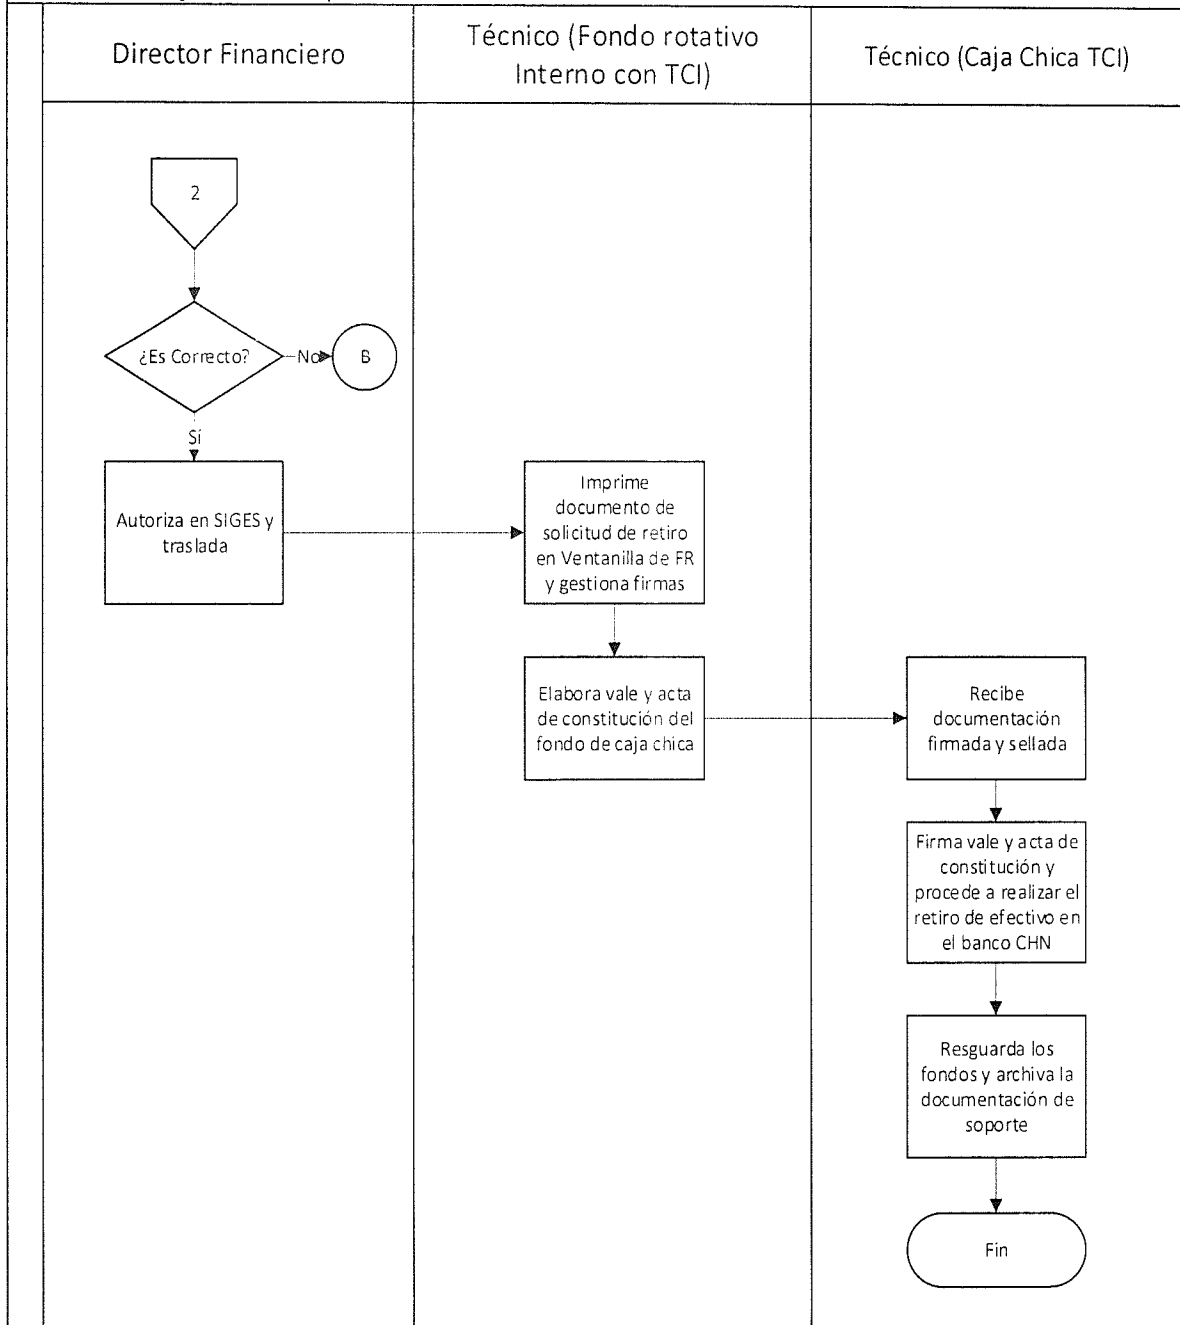 Director Financiero
Técnico (Fondo rotativo
Interno con TCI)
Técnico (Caja Chica TCI)
2
¿Es Correcto?
No
B
Sí
Autoriza en SIGES y
traslada
Imprime
documento de
solicitud de retiro
en Ventanilla de FR
y gestiona firmas
Elabora vale y acta
de constitución del
fondo de caja chica
Recibe
documentación
firmada y sellada
Firma vale y acta de
constitución y
procede a realizar el
retiro de efectivo en
el banco CHN
Resguarda los
fondos y archiva la
documentación de
soporte
Fin